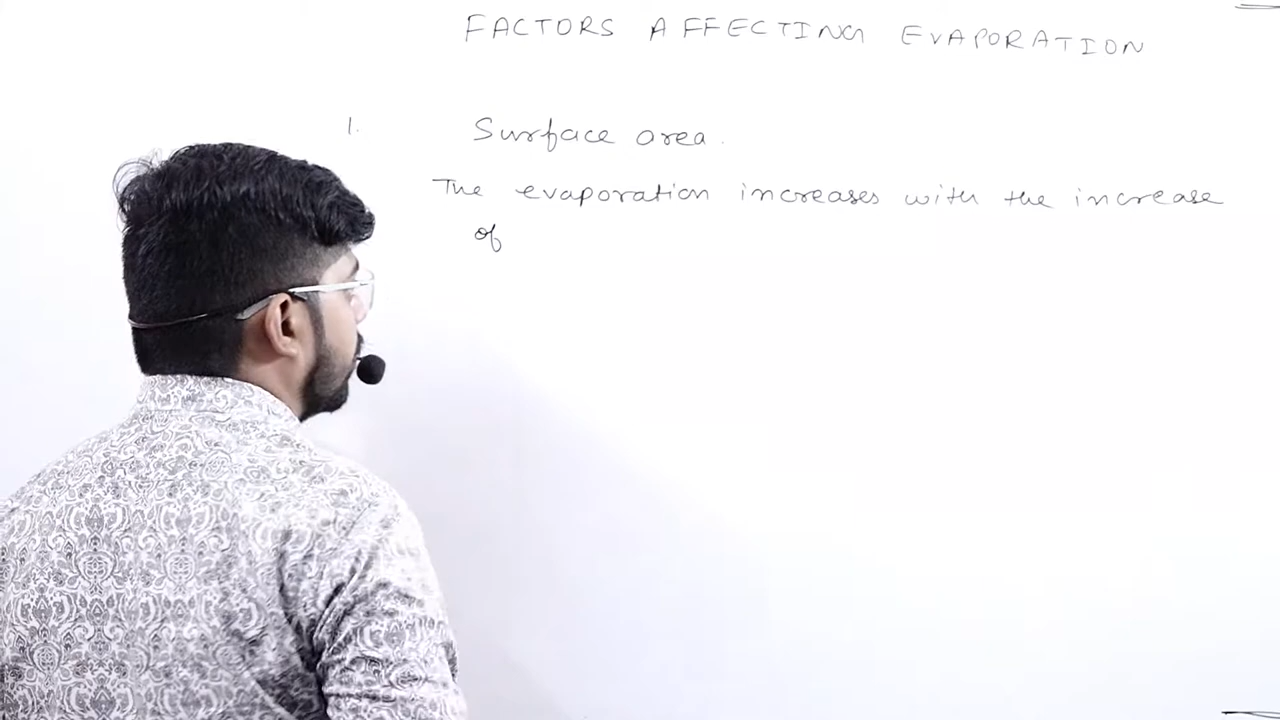 FACTORS AFFECTING EVAPORATION
1. Surface area.
The evaporation increases with the increase
of